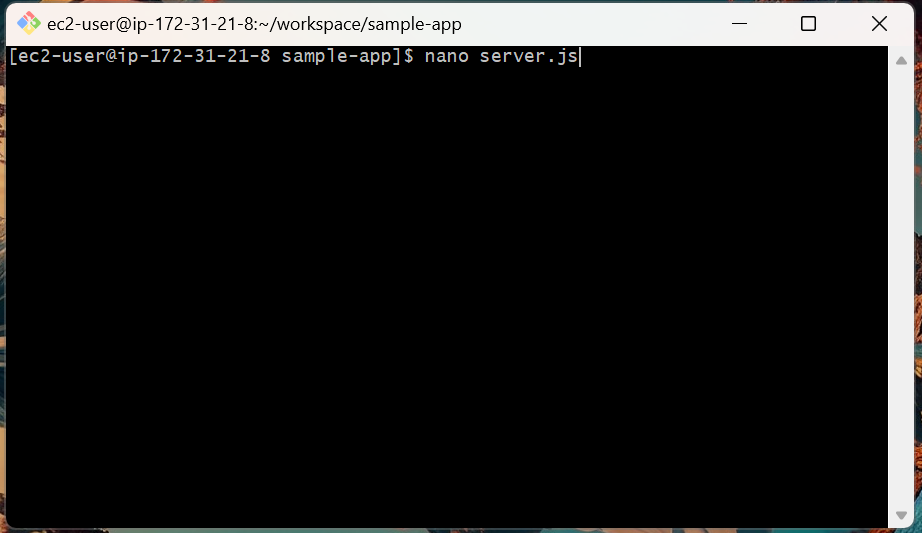 ec2-user@ip-172-31-21-8:~/workspace/sample-app
[ec2-user@ip-172-31-21-8 sample-app]$ nano server.js